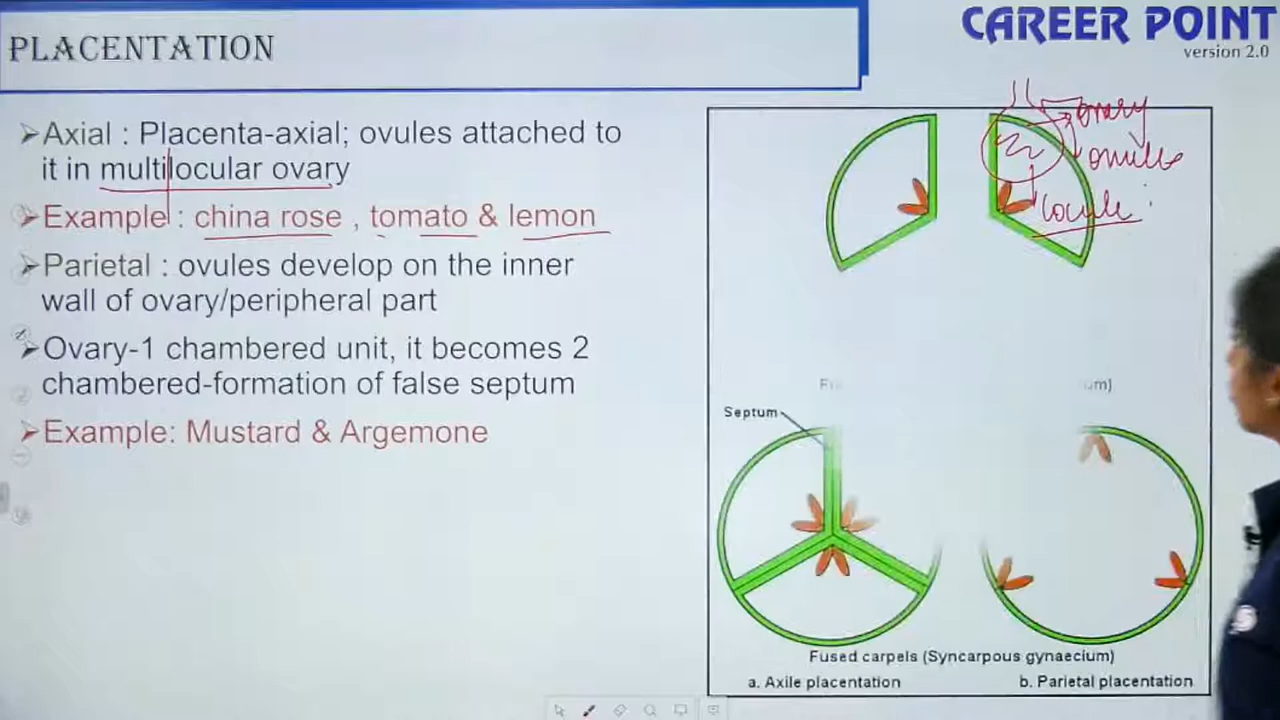 PLACENTATION
CAREER POINT
version 2.0
➢Axial : Placenta-axial; ovules attached to
it in multilocular ovary
➢Example : china rose , tomato & lemon
➢Parietal : ovules develop on the inner
wall of ovary/peripheral part
➢Ovary-1 chambered unit, it becomes 2
chambered-formation of false septum
➢Example: Mustard & Argemone
ovary
ovules
locule
um)
Septum
Fused carpels (Syncarpous gynaecium)
a. Axile placentation
b. Parietal placentation